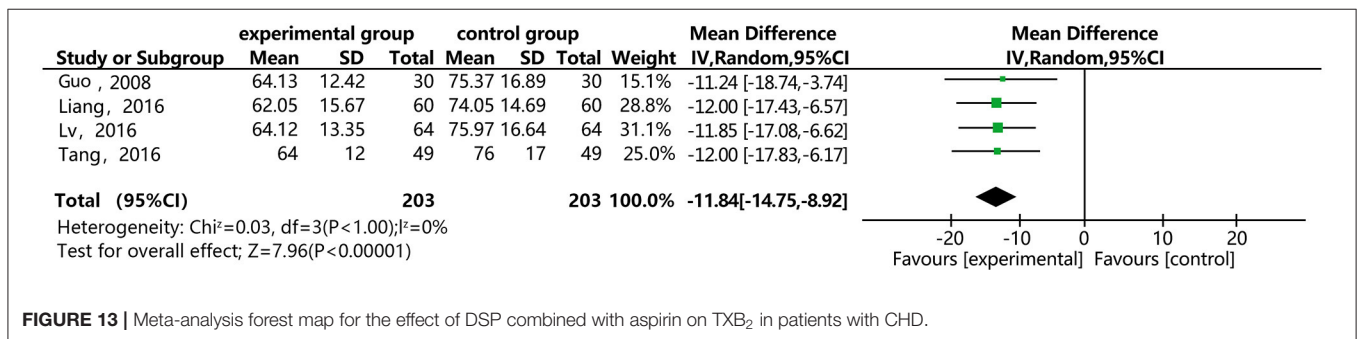 experimental group control group Mean Difference Mean Difference
Study or Subgroup Mean SD Total Mean SD Total Weight IV,Random,95%CI IV,Random,95%CI
Guo , 2008 64.13 12.42 30 75.37 16.89 30 15.1% -11.24 [-18.74,-3.74]
Liang, 2016 62.05 15.67 60 74.05 14.69 60 28.8% -12.00 [-17.43,-6.57]
Lv, 2016 64.12 13.35 64 75.97 16.64 64 31.1% -11.85 [-17.08,-6.62]
Tang, 2016 64 12 49 76 17 49 25.0% -12.00 [-17.83,-6.17]
Total (95%CI) 203 203 100.0% -11.84[-14.75,-8.92]
Heterogeneity: Chiᶻ=0.03, df=3(P<1.00);Iᶻ=0%
-20 -10 0 10 20
Test for overall effect; Z=7.96(P<0.00001)
Favours [experimental] Favours [control]
FIGURE 13 | Meta-analysis forest map for the effect of DSP combined with aspirin on TXB₂ in patients with CHD.